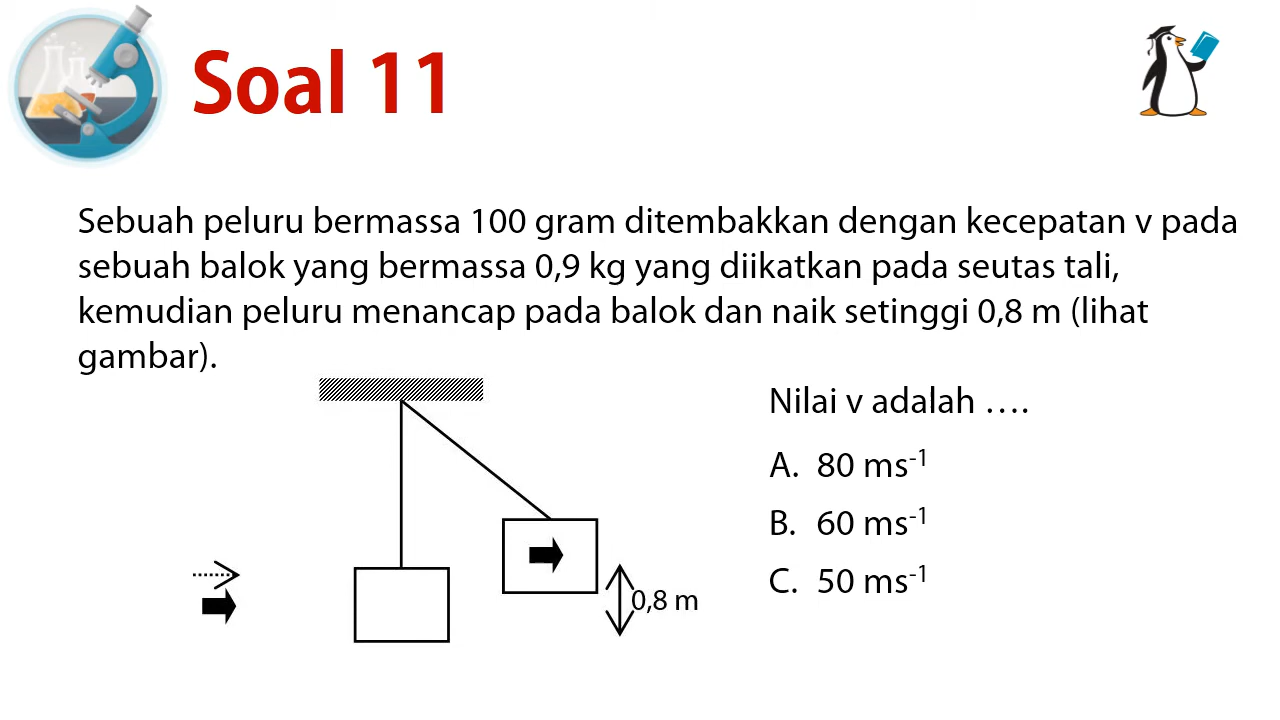 Soal 11
Sebuah peluru bermassa 100 gram ditembakkan dengan kecepatan v pada
sebuah balok yang bermassa 0,9 kg yang diikatkan pada seutas tali,
kemudian peluru menancap pada balok dan naik setinggi 0,8 m (lihat
gambar).
0,8 m
Nilai v adalah ....
A. 80 ms⁻¹
B. 60 ms⁻¹
C. 50 ms⁻¹